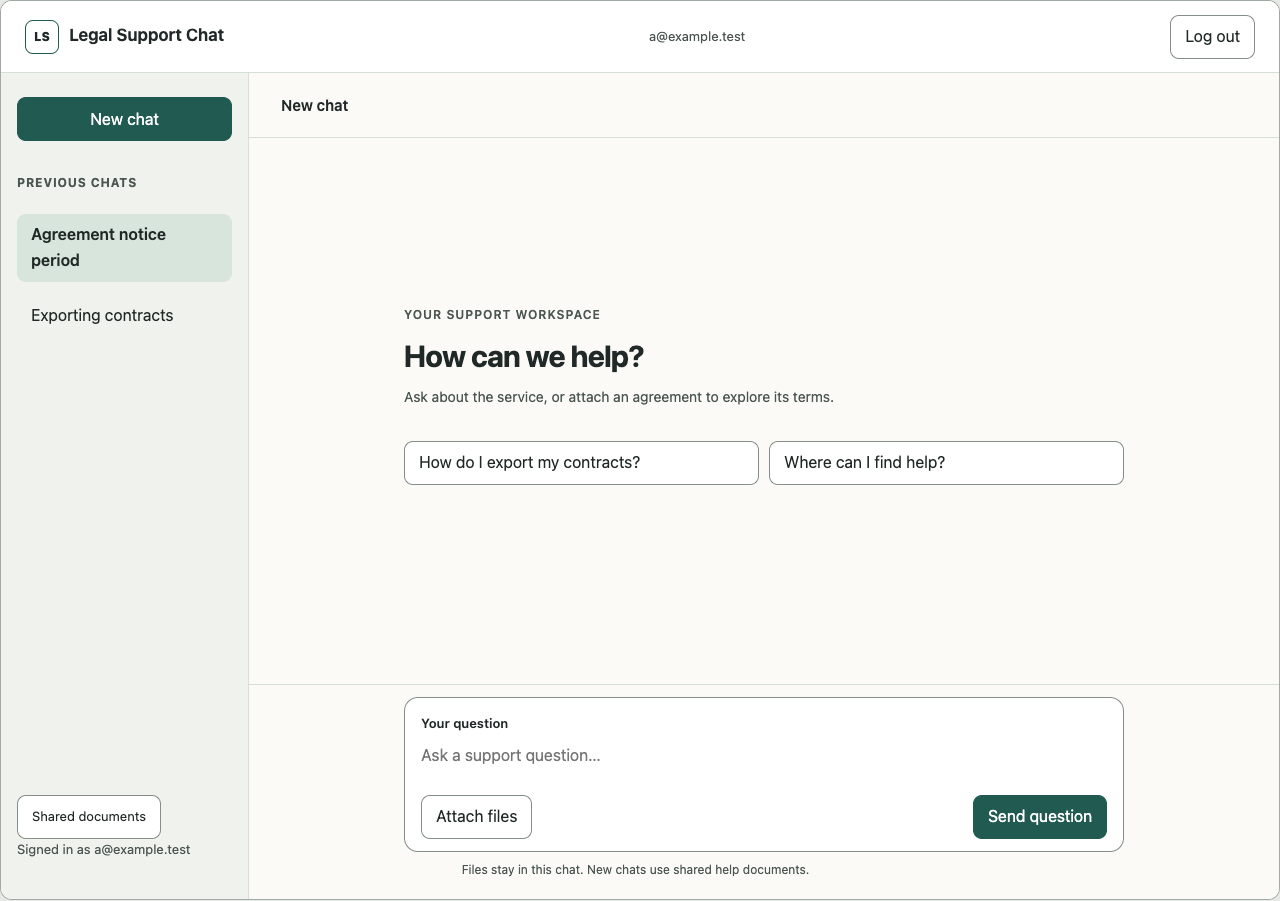 LS
Legal Support Chat
a@example.test
Log out
New chat
PREVIOUS CHATS
Agreement notice
period
Exporting contracts
Shared documents
Signed in as a@example.test
New chat
YOUR SUPPORT WORKSPACE
How can we help?
Ask about the service, or attach an agreement to explore its terms.
How do I export my contracts?
Where can I find help?
Your question
Ask a support question...
Attach files
Send question
Files stay in this chat. New chats use shared help documents.